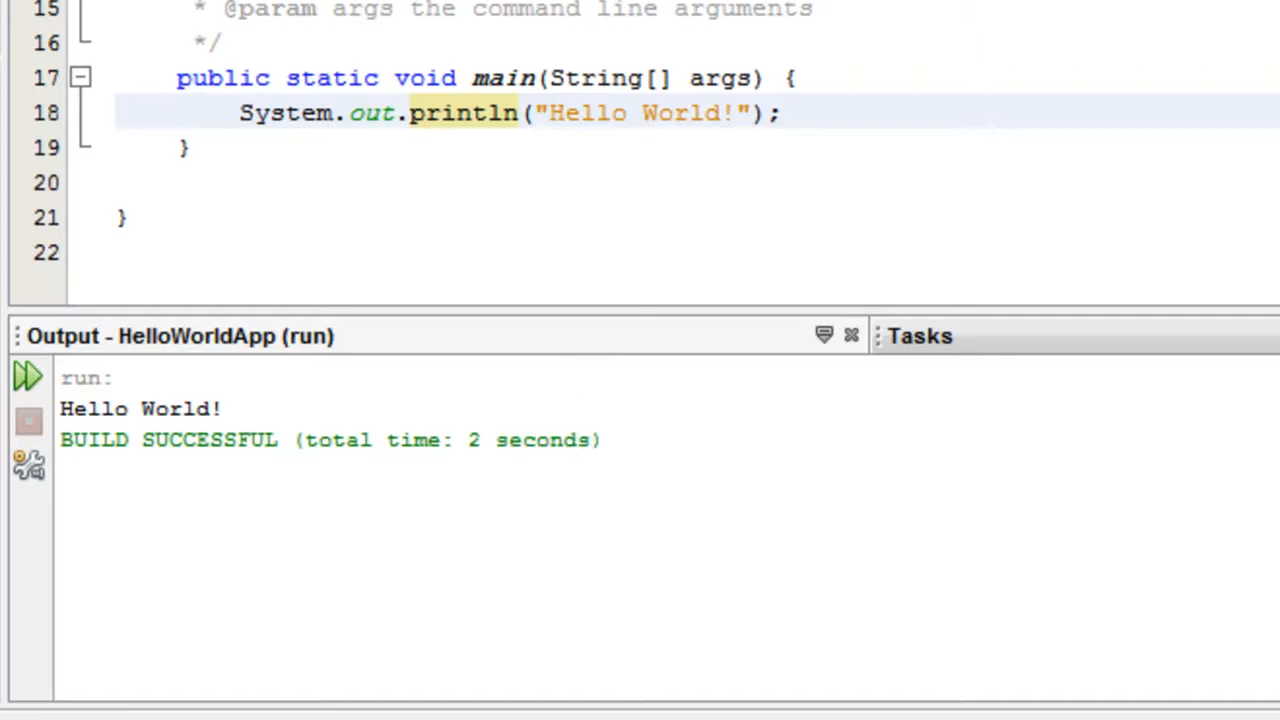 15 * @param args the command line arguments
16 */
17 public static void main(String[] args) {
18 System.out.println("Hello World!");
19 }
20
21 }
22
Output - HelloWorldApp (run)
Tasks
run:
Hello World!
BUILD SUCCESSFUL (total time: 2 seconds)